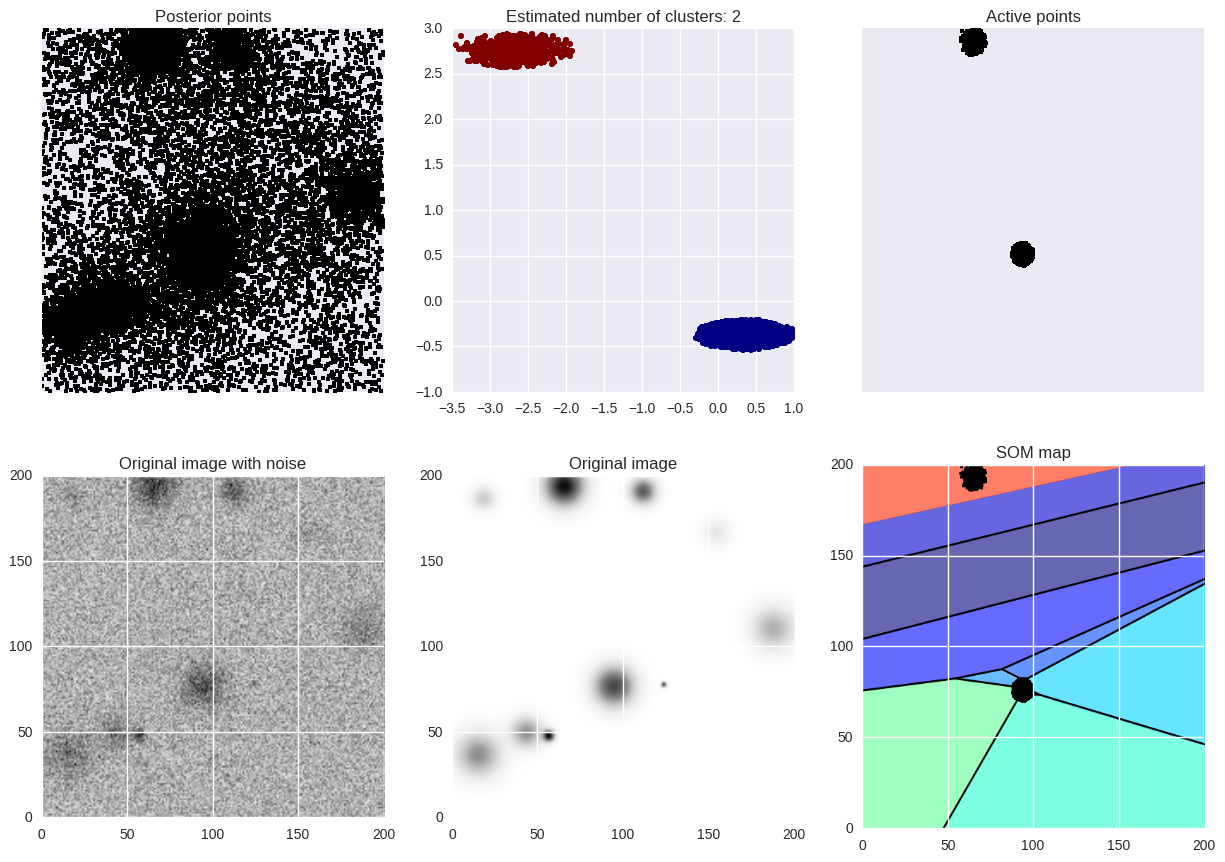 Posterior points
Estimated number of clusters: 2
Active points
3.0
2.5
2.0
1.5
1.0
0.5
0.0
−0.5
−1.0
−3.5 −3.0 −2.5 −2.0 −1.5 −1.0 −0.5 0.0 0.5 1.0
Original image with noise
200
150
100
50
0
0 50 100 150 200
Original image
200
150
100
50
0
0 50 100 150 200
SOM map
200
150
100
50
0
0 50 100 150 200